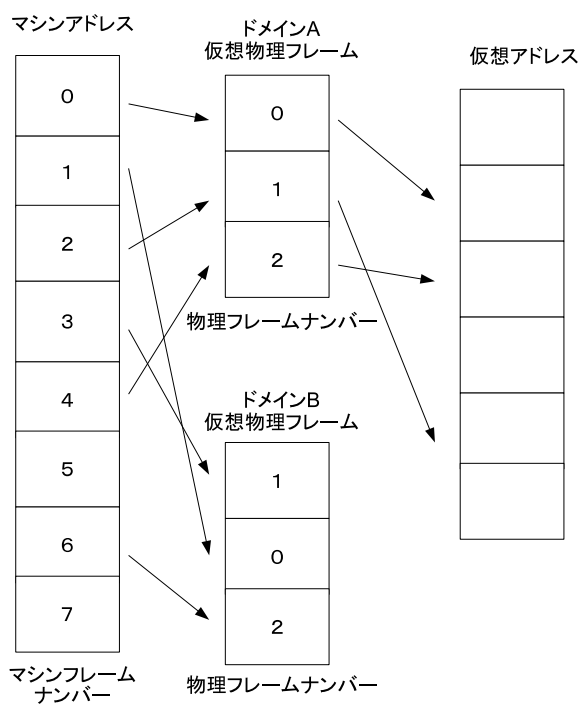 マシンアドレス
0
1
2
3
4
5
6
7
マシンフレーム
ナンバー
ドメインA
仮想物理フレーム
0
1
2
物理フレームナンバー
ドメインB
仮想物理フレーム
1
0
2
物理フレームナンバー
仮想アドレス